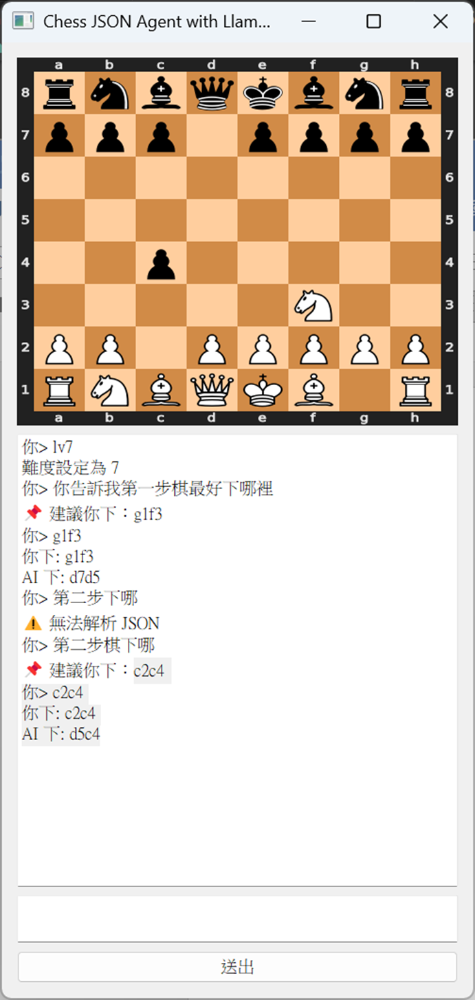 Chess JSON Agent with Llam...
a b c d e f g h
8 8
7 7
6 6
5 5
4 4
3 3
2 2
1 1
a b c d e f g h
你> lv7
難度設定為 7
你> 你告訴我第一步棋最好下哪裡
📌 建議你下：g1f3
你> g1f3
你下: g1f3
AI 下: d7d5
你> 第二步下哪
⚠️ 無法解析 JSON
你> 第二步棋下哪
📌 建議你下：c2c4
你> c2c4
你下: c2c4
AI 下: d5c4
送出